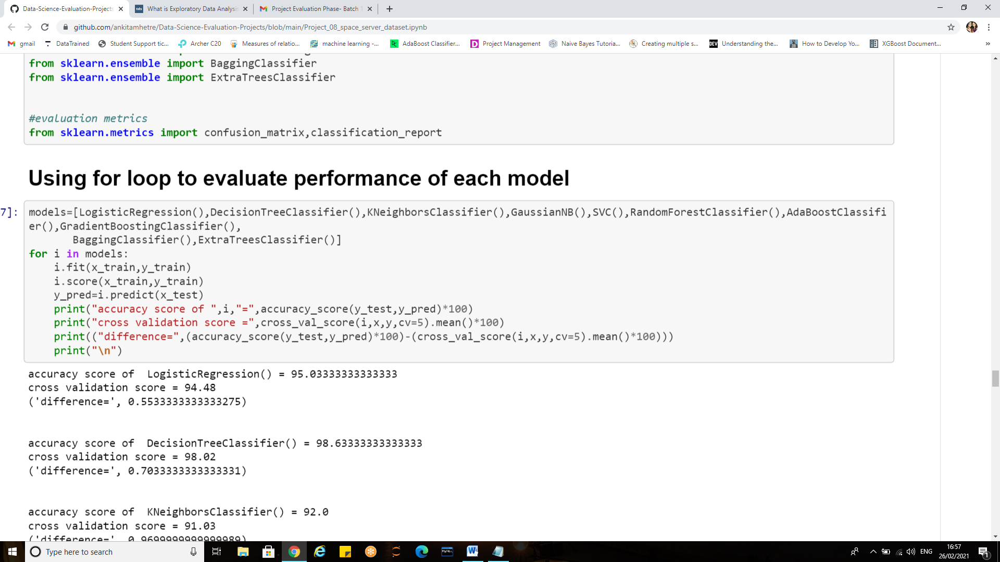 Data-Science-Evaluation-Projects
What is Exploratory Data Analysis
Project Evaluation Phase- Batch 1
github.com/ankitamhetre/Data-Science-Evaluation-Projects/blob/main/Project_08_space_server_dataset.ipynb
gmail
DataTrained
Student Support tic...
Archer C20
Measures of relatio...
machine learning -...
AdaBoost Classifier...
Project Management
Naive Bayes Tutoria...
Creating multiple s...
Understanding the...
How to Develop Yo...
XGBoost Document...
»
from sklearn.ensemble import BaggingClassifier
from sklearn.ensemble import ExtraTreesClassifier
#evaluation metrics
from sklearn.metrics import confusion_matrix,classification_report
Using for loop to evaluate performance of each model
7]:
models=[LogisticRegression(),DecisionTreeClassifier(),KNeighborsClassifier(),GaussianNB(),SVC(),RandomForestClassifier(),AdaBoostClassifi
er(),GradientBoostingClassifier(),
BaggingClassifier(),ExtraTreesClassifier()]
for i in models:
i.fit(x_train,y_train)
i.score(x_train,y_train)
y_pred=i.predict(x_test)
print("accuracy score of ",i,"=",accuracy_score(y_test,y_pred)*100)
print("cross validation score =",cross_val_score(i,x,y,cv=5).mean()*100)
print(("difference=",(accuracy_score(y_test,y_pred)*100)-(cross_val_score(i,x,y,cv=5).mean()*100)))
print("\n")
accuracy score of  LogisticRegression() = 95.03333333333333
cross validation score = 94.48
('difference=', 0.5533333333333275)
accuracy score of  DecisionTreeClassifier() = 98.63333333333333
cross validation score = 98.02
('difference=', 0.7033333333333331)
accuracy score of  KNeighborsClassifier() = 92.0
cross validation score = 91.03
('difference=', 0.9699999999999989)
Type here to search
ENG
16:57
26/02/2021
1